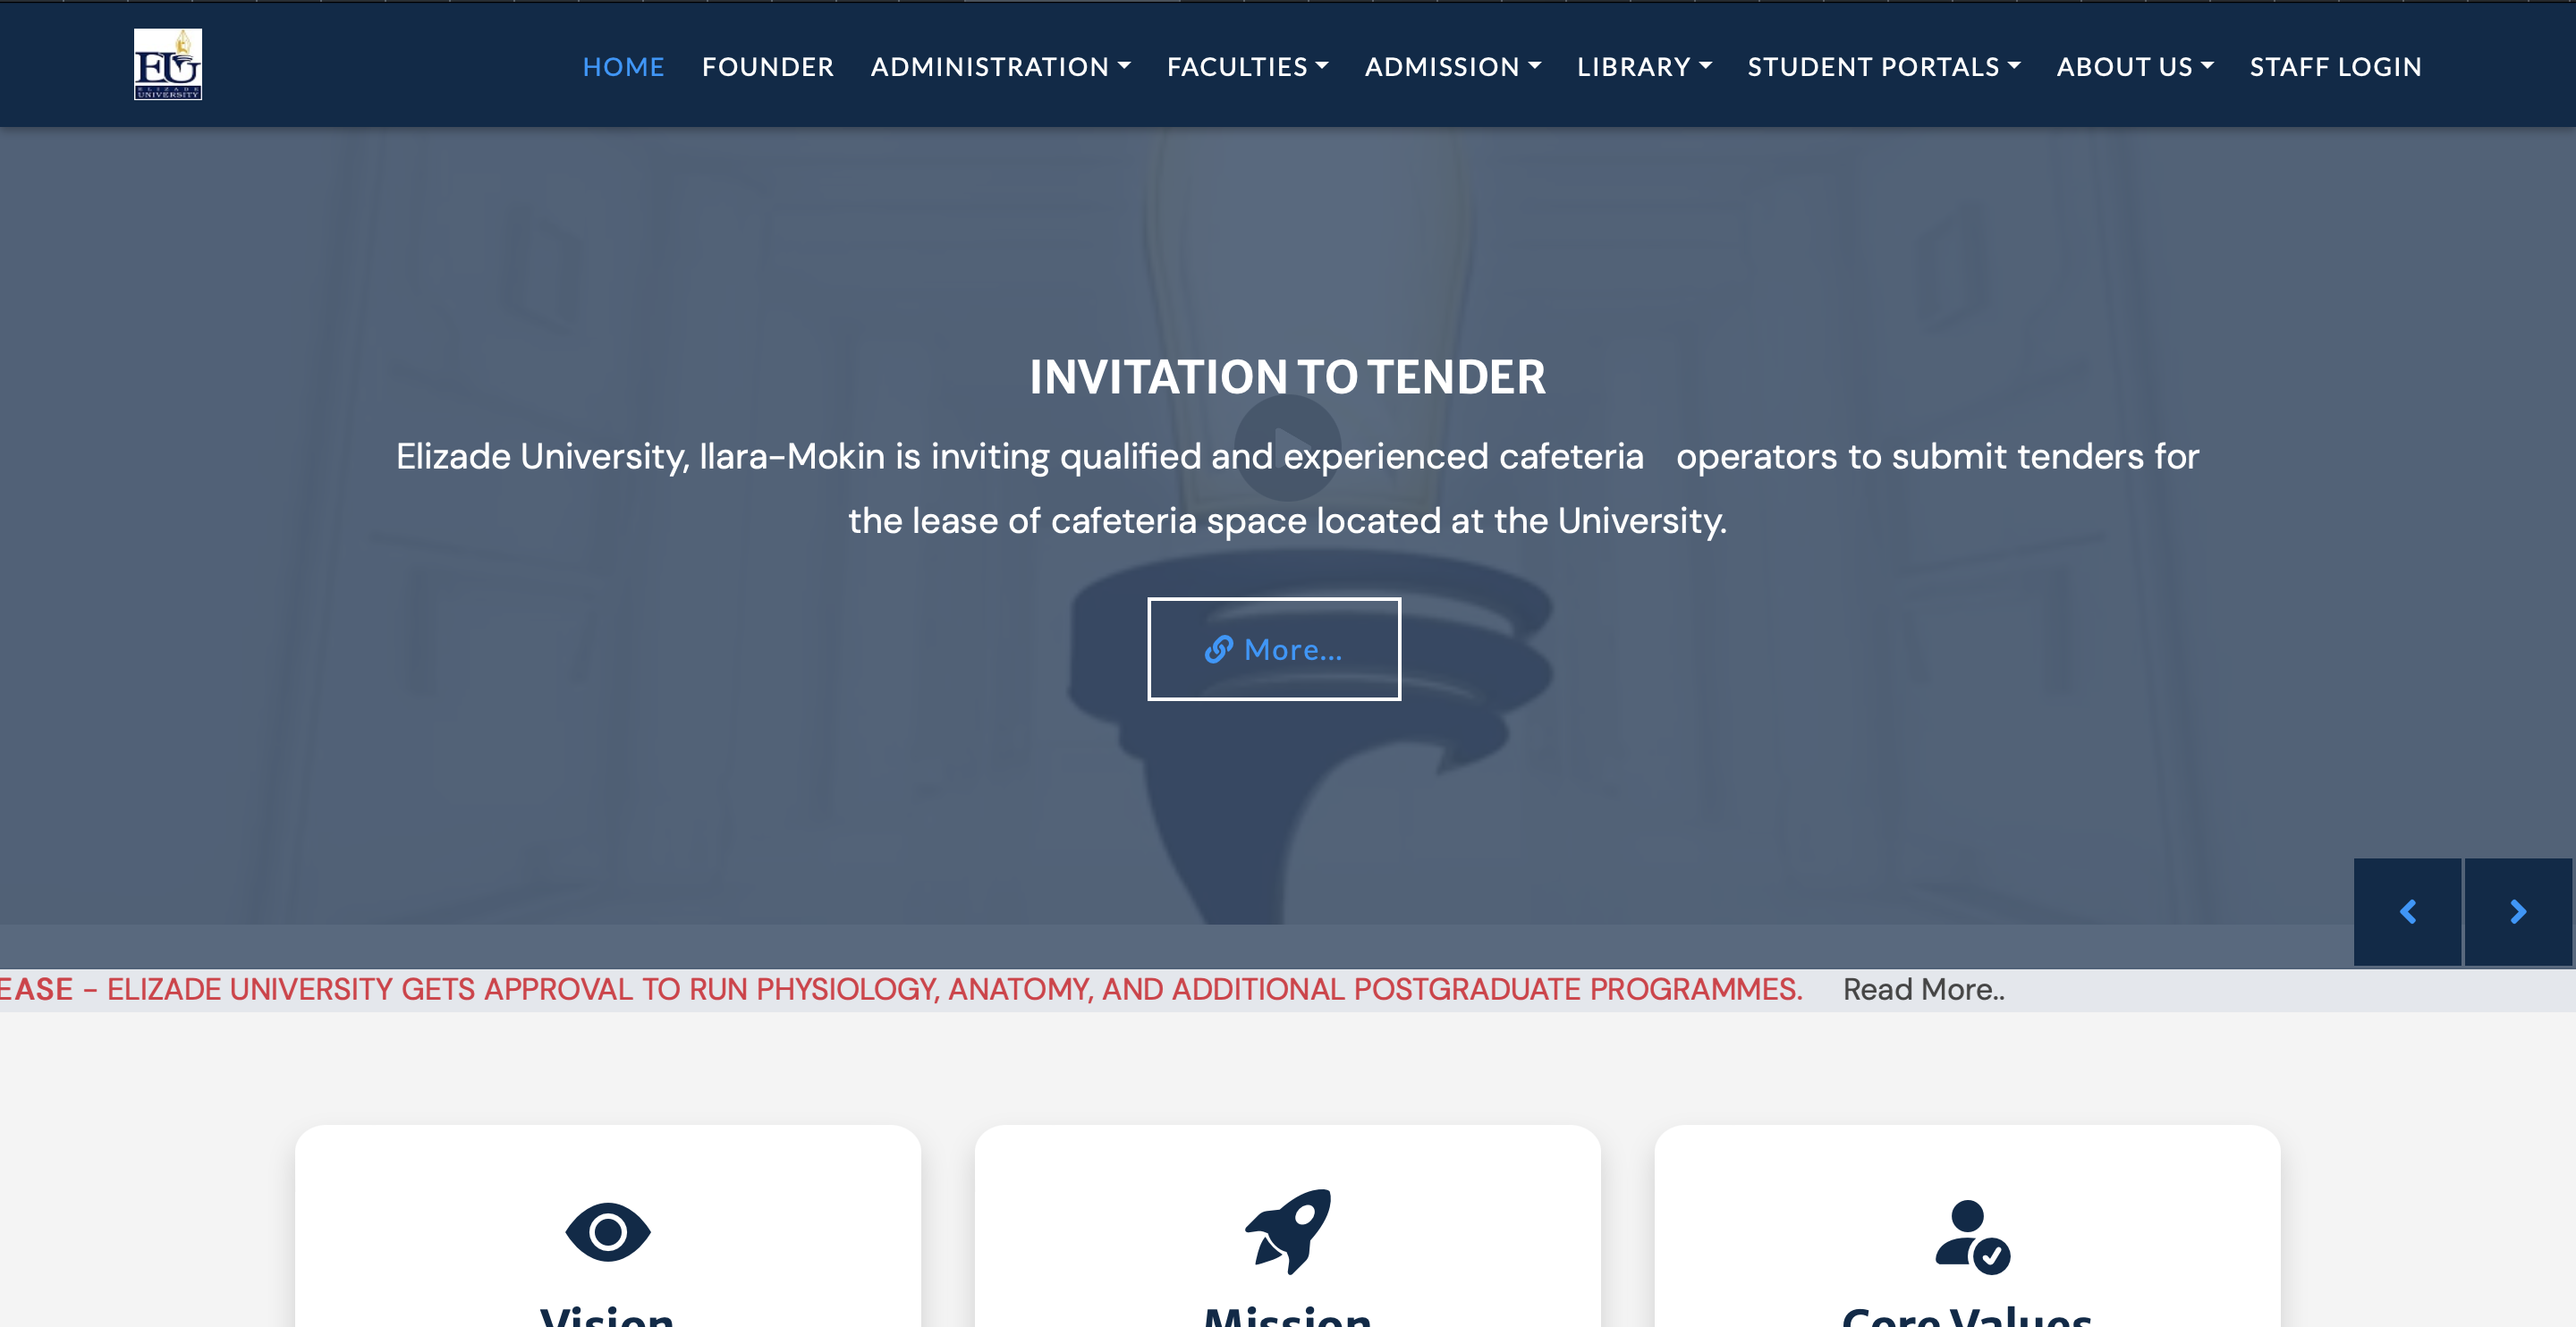 EU
ELIZADE
UNIVERSITY
HOME FOUNDER ADMINISTRATION FACULTIES ADMISSION LIBRARY STUDENT PORTALS ABOUT US STAFF LOGIN
INVITATION TO TENDER
Elizade University, Ilara-Mokin is inviting qualified and experienced cafeteria operators to submit tenders for
the lease of cafeteria space located at the University.
More...
EASE - ELIZADE UNIVERSITY GETS APPROVAL TO RUN PHYSIOLOGY, ANATOMY, AND ADDITIONAL POSTGRADUATE PROGRAMMES. Read More..
Vision Mission Core Values